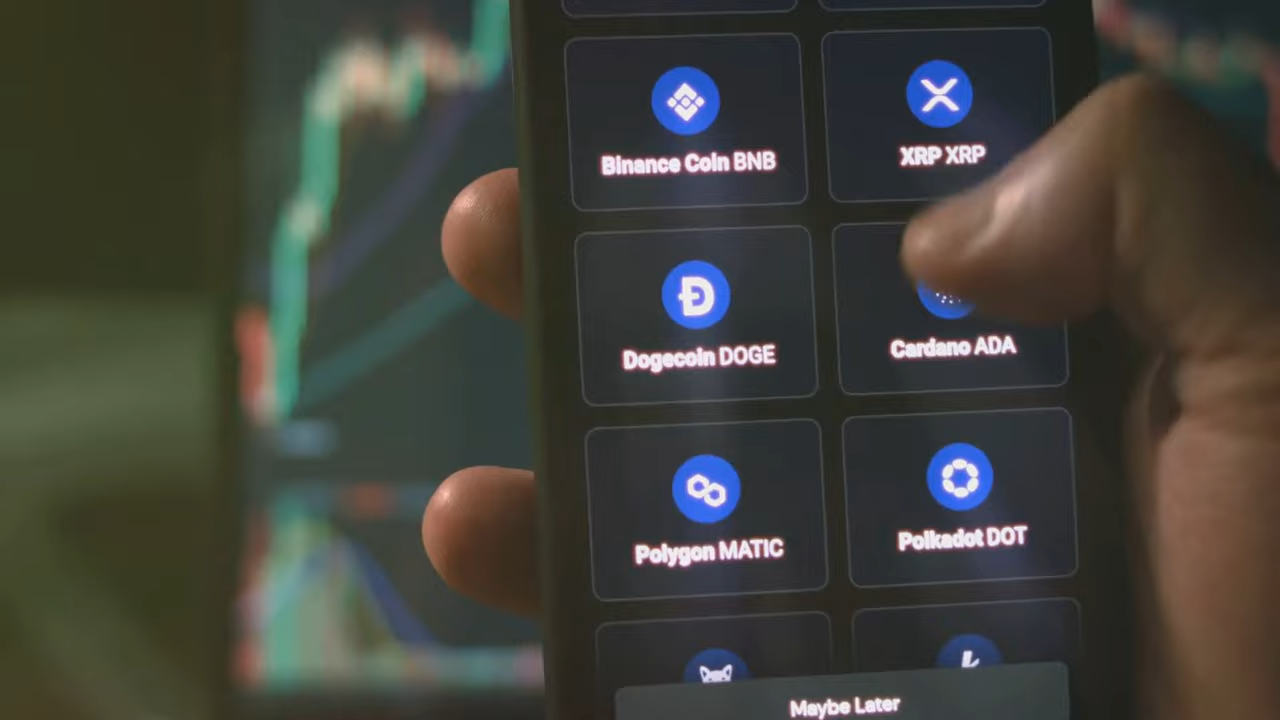 Binance Coin BNB
XRP XRP
Dogecoin DOGE
Cardano ADA
Polygon MATIC
Polkadot DOT
Maybe Later